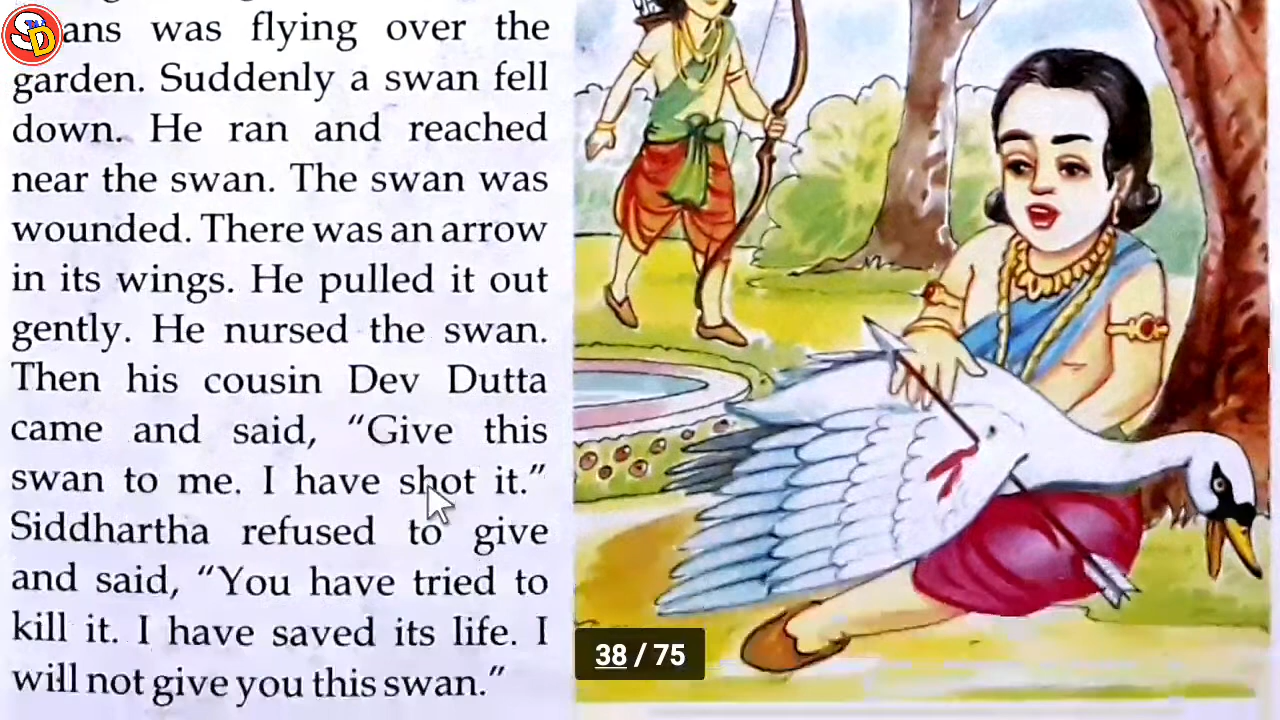 ans was flying over the
garden. Suddenly a swan fell
down. He ran and reached
near the swan. The swan was
wounded. There was an arrow
in its wings. He pulled it out
gently. He nursed the swan.
Then his cousin Dev Dutta
came and said, “Give this
swan to me. I have shot it.”
Siddhartha refused to give
and said, “You have tried to
kill it. I have saved its life. I
will not give you this swan.”
38 / 75
SD